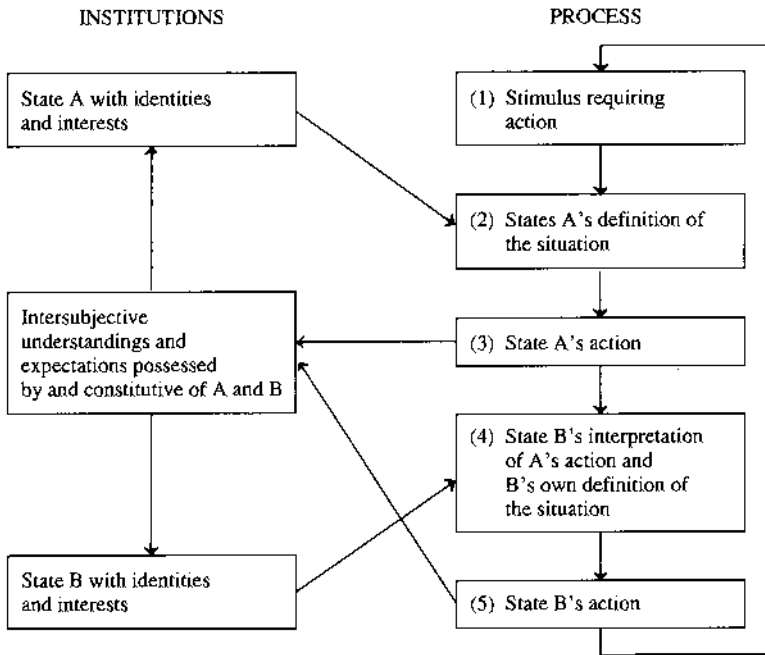 INSTITUTIONS
PROCESS
State A with identities
and interests
(1) Stimulus requiring
action
(2) States A's definition of
the situation
Intersubjective
understandings and
expectations possessed
by and constitutive of A and B
(3) State A's action
(4) State B's interpretation
of A's action and
B's own definition of
the situation
State B with identities
and interests
(5) State B's action